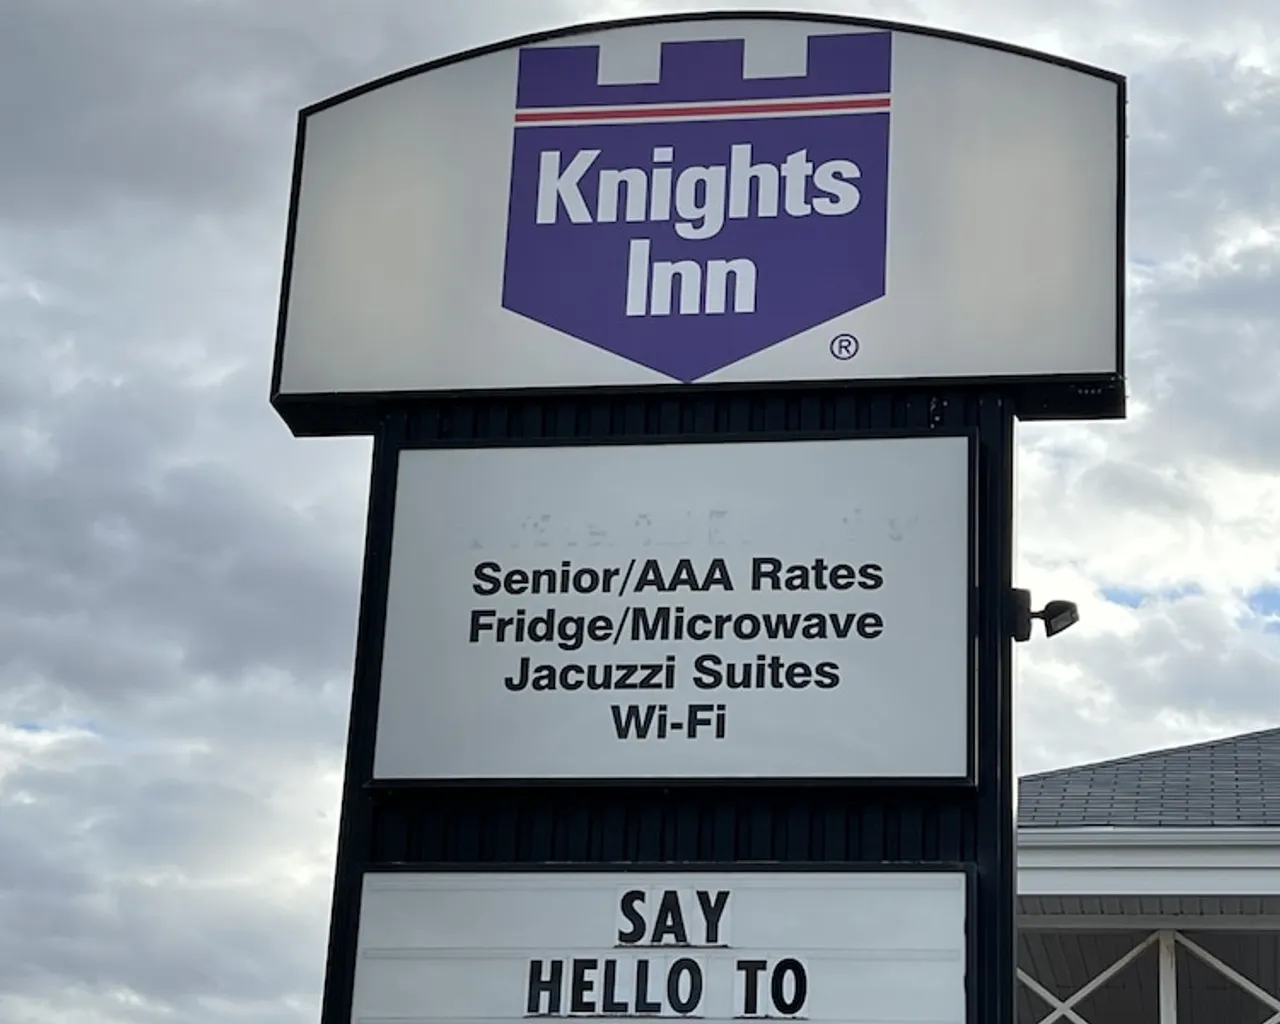 Knights
Inn
®
Senior/AAA Rates
Fridge/Microwave
Jacuzzi Suites
Wi-Fi
SAY
HELLO TO